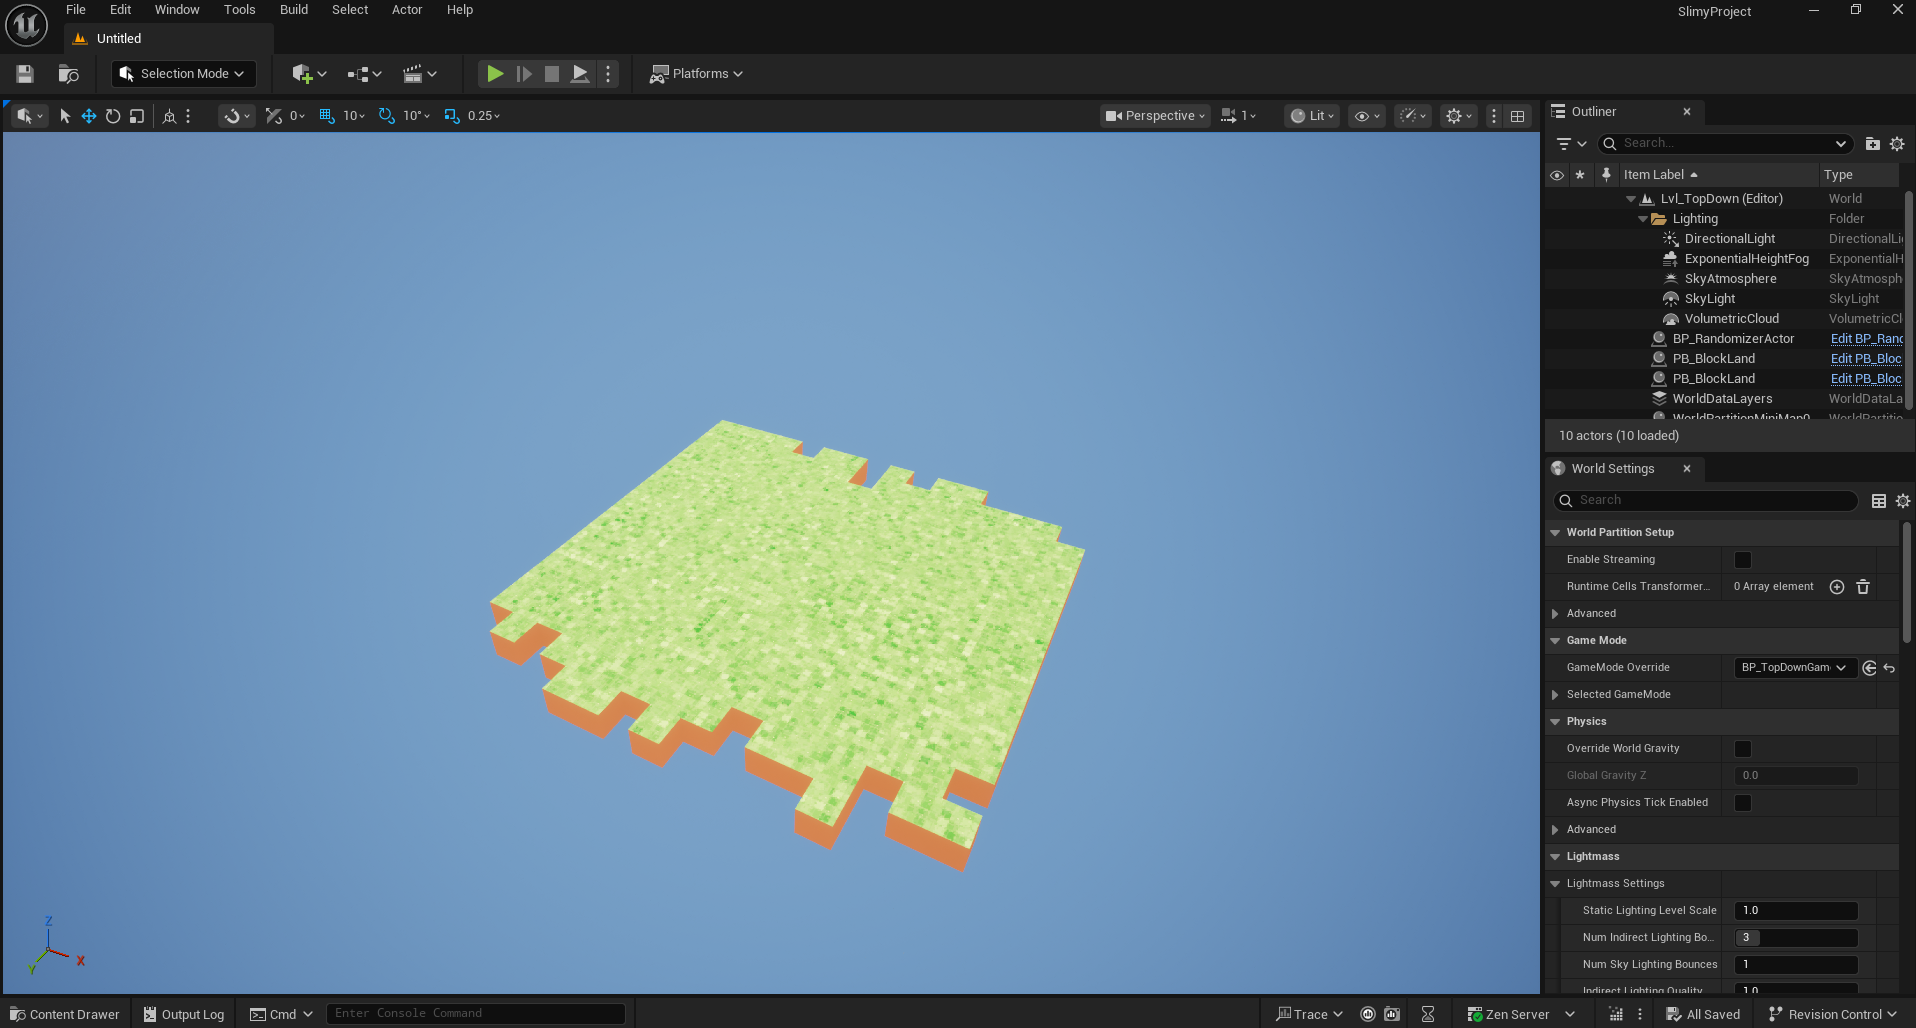 File Edit Window Tools Build Select Actor Help
SlimyProject
Untitled
Selection Mode
Platforms
0 10 10° 0.25
Perspective 1 Lit
Outliner
Search...
Item Label Type
Lvl_TopDown (Editor) World
Lighting Folder
DirectionalLight DirectionalLi
ExponentialHeightFog ExponentialH
SkyAtmosphere SkyAtmosph
SkyLight SkyLight
VolumetricCloud VolumetricCl
BP_RandomizerActor Edit BP_Rand
PB_BlockLand Edit PB_Bloc
PB_BlockLand Edit PB_Bloc
WorldDataLayers WorldDataLa
WorldPartitionMiniMap0 WorldPartitio
10 actors (10 loaded)
World Settings
Search
World Partition Setup
Enable Streaming
Runtime Cells Transformer... 0 Array element
Advanced
Game Mode
GameMode Override BP_TopDownGam
Selected GameMode
Physics
Override World Gravity
Global Gravity Z 0.0
Async Physics Tick Enabled
Advanced
Lightmass
Lightmass Settings
Static Lighting Level Scale 1.0
Num Indirect Lighting Bo... 3
Num Sky Lighting Bounces 1
Indirect Lighting Quality 1.0
Z
X
Y
Content Drawer Output Log Cmd Enter Console Command Trace Zen Server All Saved Revision Control